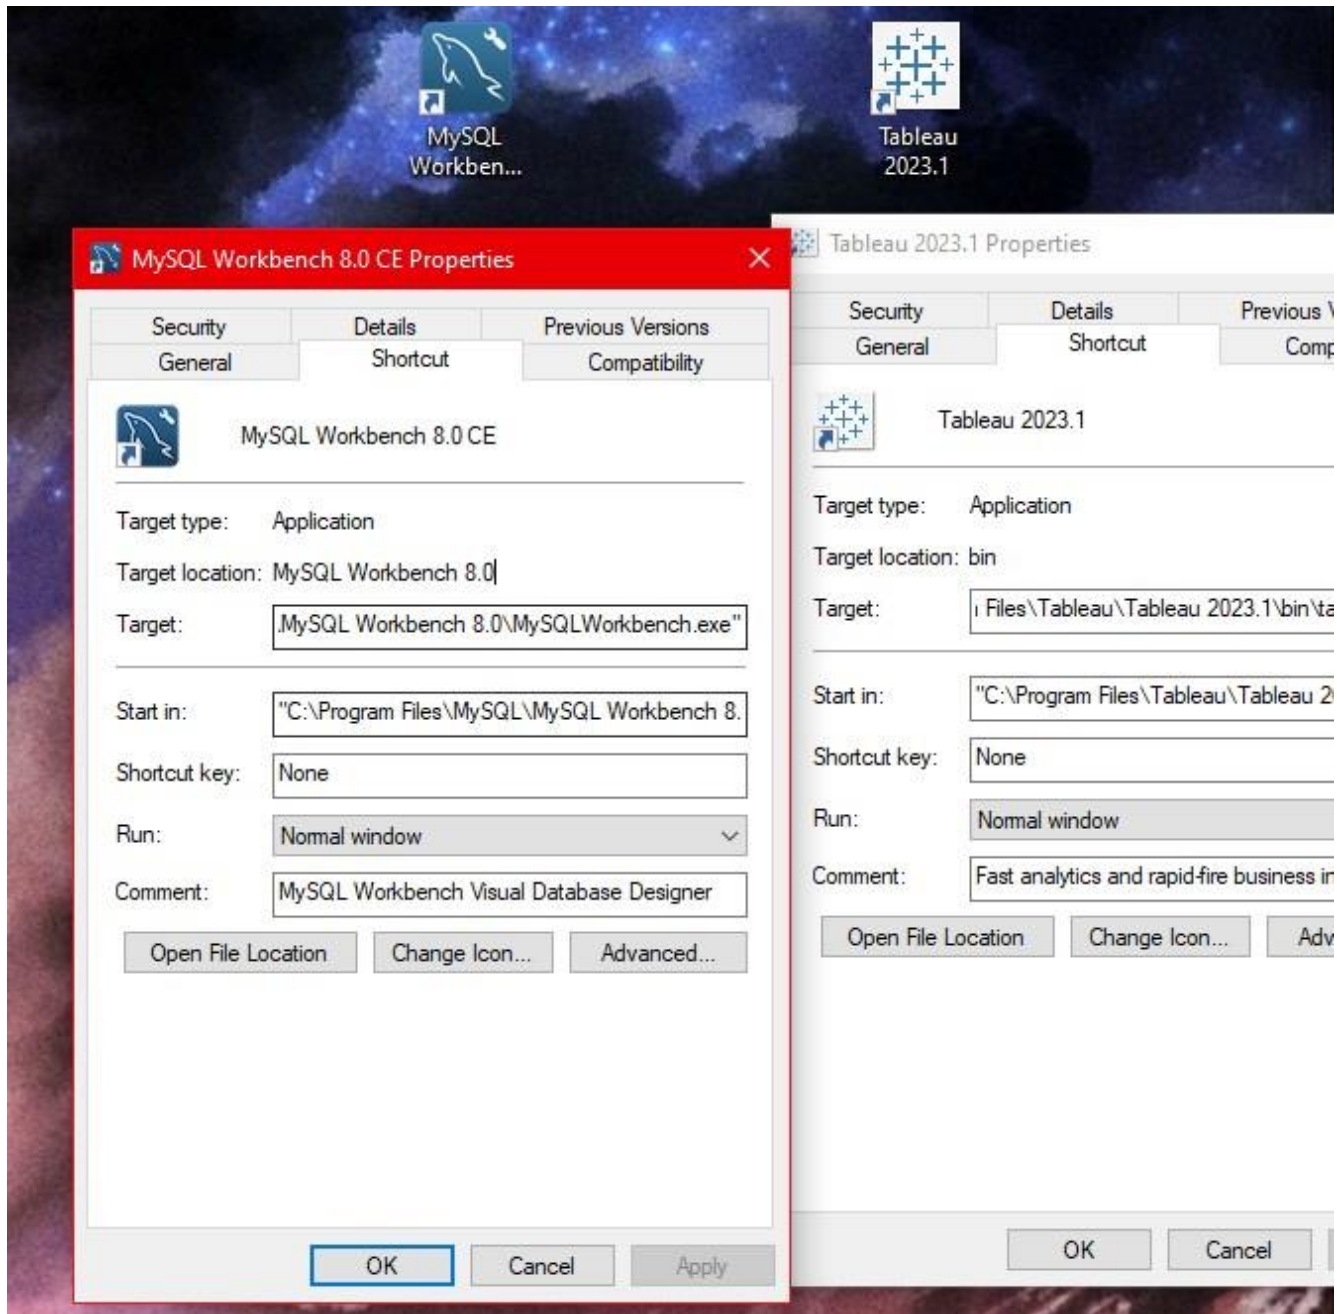 MySQL
Workben...
Tableau
2023.1
MySQL Workbench 8.0 CE Properties
Security Details Previous Versions
General Shortcut Compatibility
MySQL Workbench 8.0 CE
Target type: Application
Target location: MySQL Workbench 8.0
Target: .MySQL Workbench 8.0\MySQLWorkbench.exe"
Start in: "C:\Program Files\MySQL\MySQL Workbench 8.
Shortcut key: None
Run: Normal window
Comment: MySQL Workbench Visual Database Designer
Open File Location Change Icon... Advanced...
OK Cancel Apply
Tableau 2023.1 Properties
Security Details Previous
General Shortcut Comp
Tableau 2023.1
Target type: Application
Target location: bin
Target: Files\Tableau\Tableau 2023.1\bin\ta
Start in: "C:\Program Files\Tableau\Tableau 20
Shortcut key: None
Run: Normal window
Comment: Fast analytics and rapid-fire business in
Open File Location Change Icon... Adv
OK Cancel